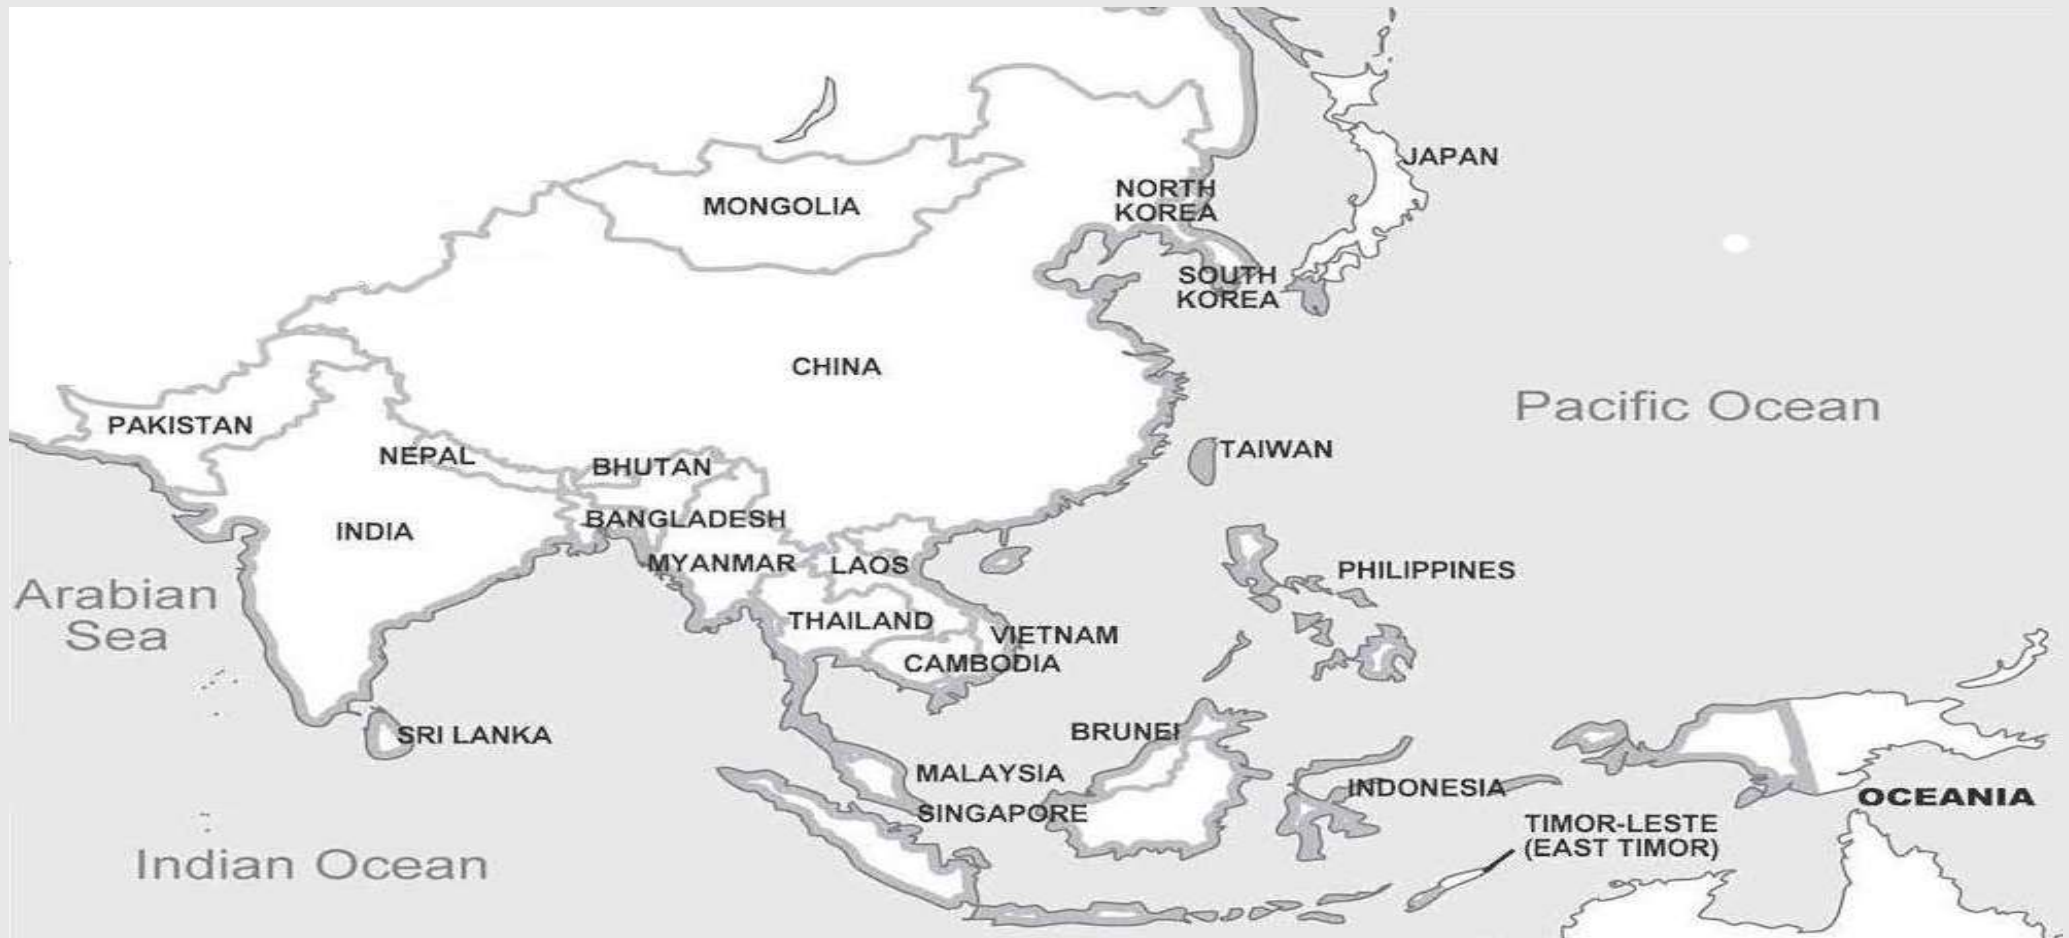 JAPAN
NORTH
KOREA
MONGOLIA
SOUTH
KOREA
CHINA
Pacific Ocean
PAKISTAN
NEPAL
BHUTAN
TAIWAN
BANGLADESH
INDIA
MYANMAR
LAOS
PHILIPPINES
Arabian
Sea
THAILAND
VIETNAM
CAMBODIA
SRI LANKA
BRUNEI
MALAYSIA
INDONESIA
SINGAPORE
OCEANIA
TIMOR-LESTE
(EAST TIMOR)
Indian Ocean